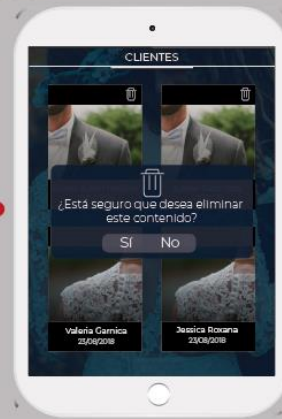 CLIENTES
¿Está seguro que desea eliminar
este contenido?
Sí No
Valeria Garnica
23/08/2018
Jessica Roxana
23/08/2018